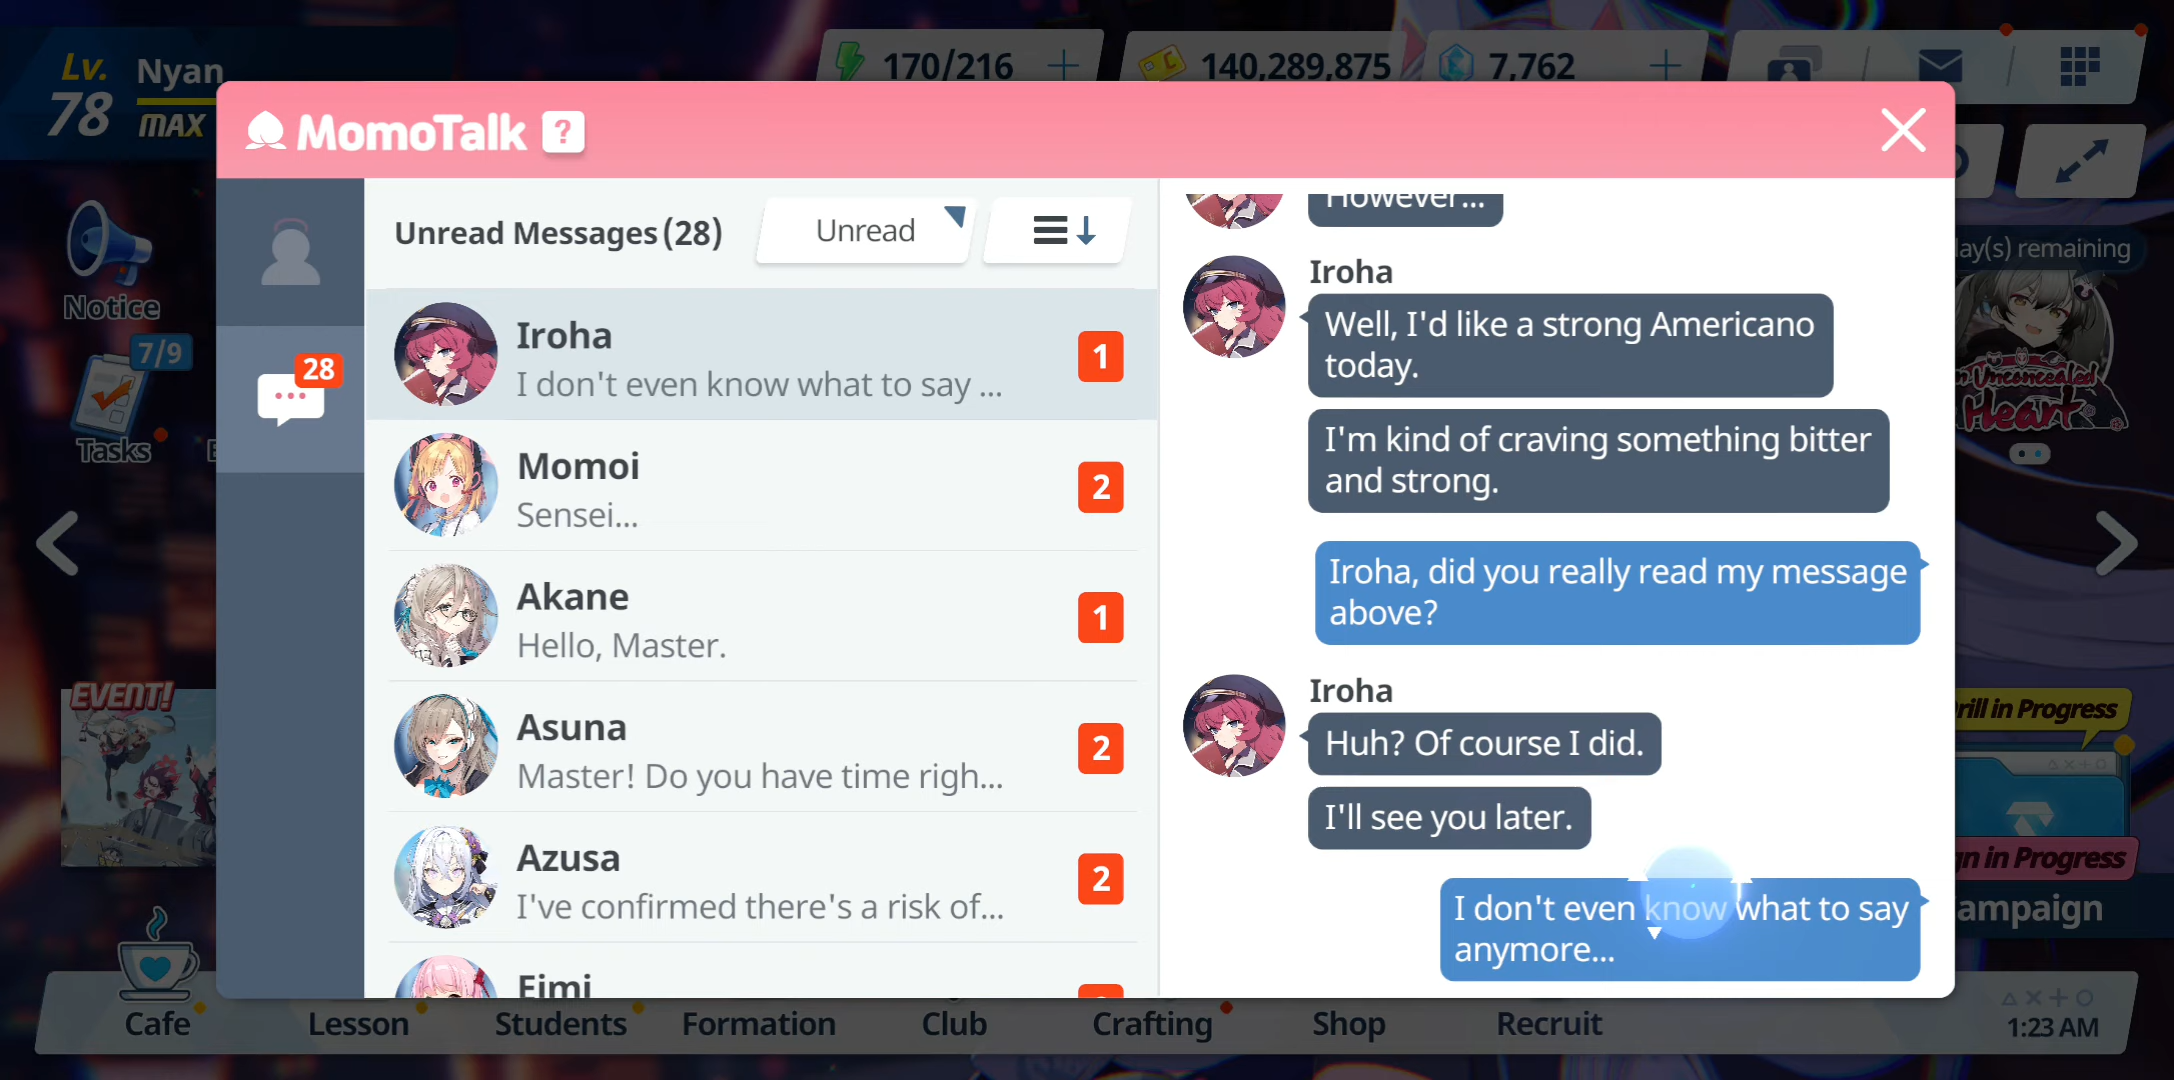 Lv.
78
Nyan
MAX
170/216
140,289,875
7,762
MomoTalk ?
Notice
7/9
Tasks
28
Unread Messages (28)
Unread
Iroha
I don't even know what to say ...
1
Momoi
Sensei...
2
Akane
Hello, Master.
1
Asuna
Master! Do you have time righ...
2
Azusa
I've confirmed there's a risk of...
2
Eimi
However...
Iroha
Well, I'd like a strong Americano
today.
I'm kind of craving something bitter
and strong.
Iroha, did you really read my message
above?
Iroha
Huh? Of course I did.
I'll see you later.
I don't even know what to say
anymore...
ay(s) remaining
Unconcealed
Heart
EVENT!
rill in Progress
n in Progress
ampaign
Cafe
Lesson
Students
Formation
Club
Crafting
Shop
Recruit
1:23 AM